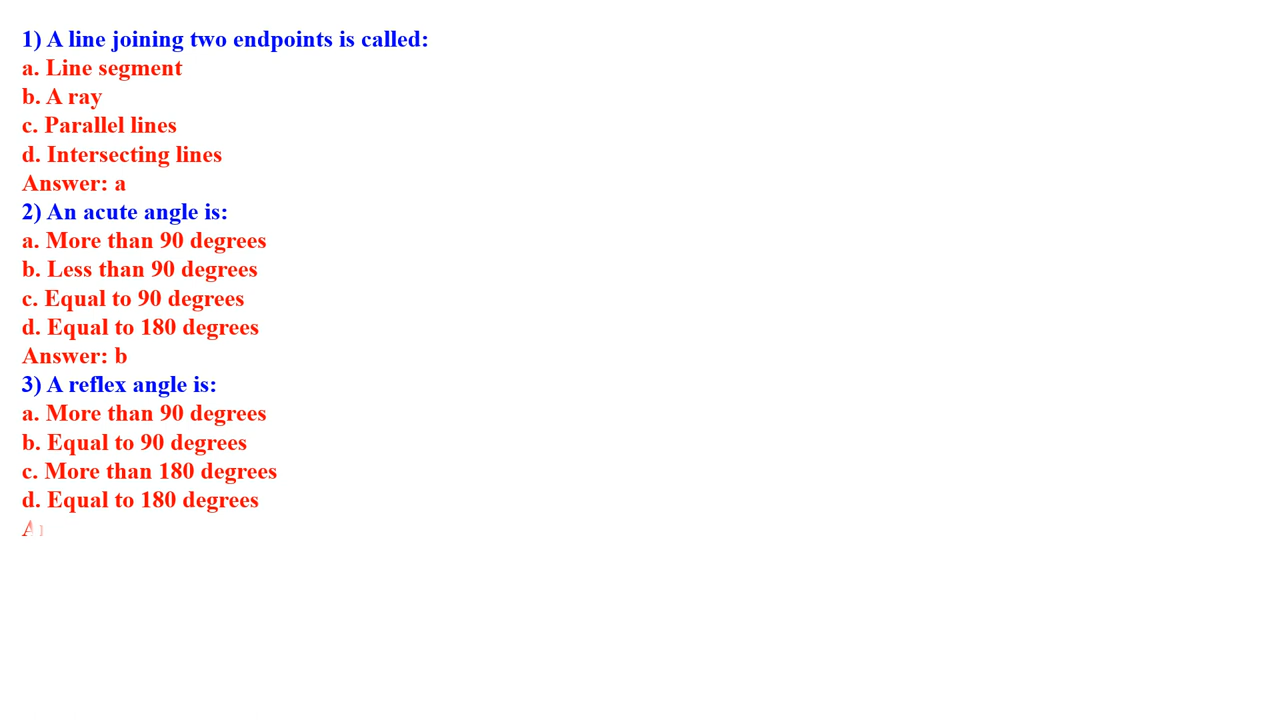 1) A line joining two endpoints is called:
a. Line segment
b. A ray
c. Parallel lines
d. Intersecting lines
Answer: a
2) An acute angle is:
a. More than 90 degrees
b. Less than 90 degrees
c. Equal to 90 degrees
d. Equal to 180 degrees
Answer: b
3) A reflex angle is:
a. More than 90 degrees
b. Equal to 90 degrees
c. More than 180 degrees
d. Equal to 180 degrees